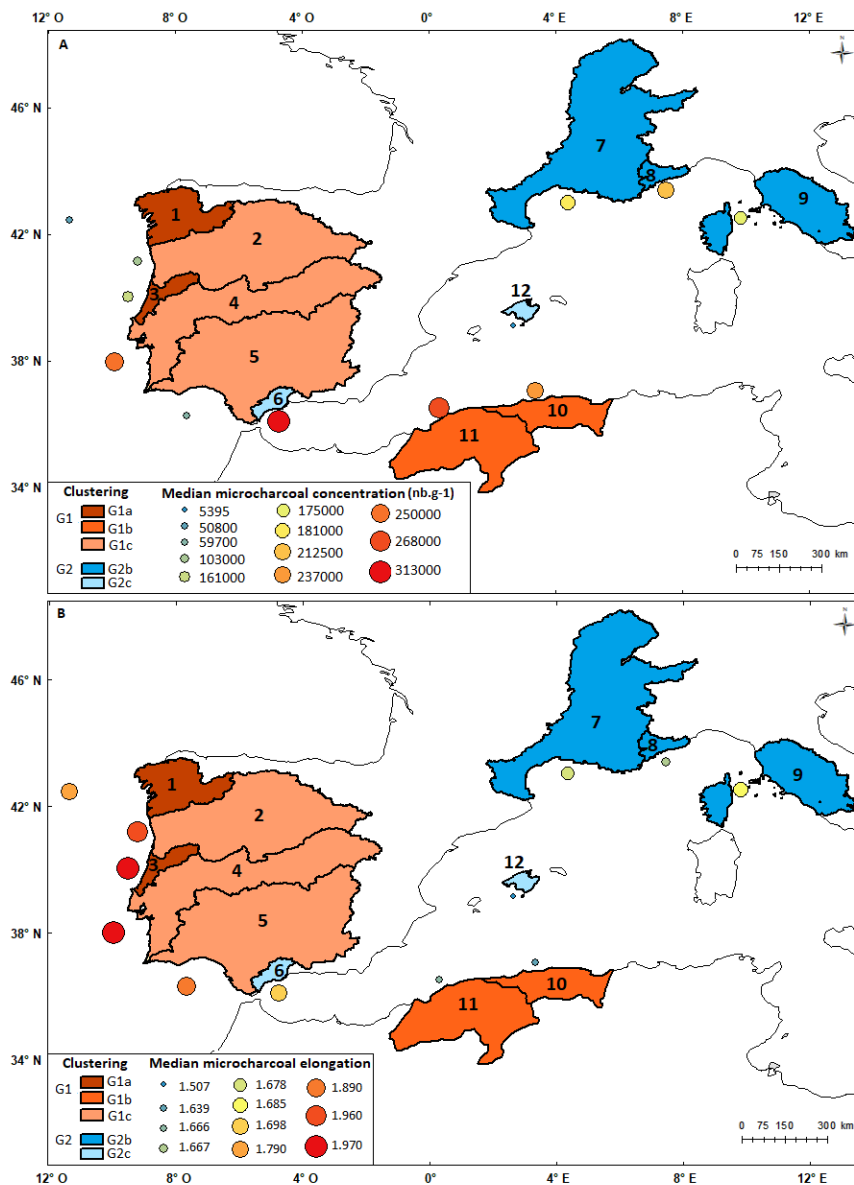 12° O 8° O 4° O 0° 4° E 8° E 12° E
A
N
46° N
7
8
1
9
42° N
2
12
3
4
38° N
5
6
10
11
34° N
Clustering
G1
G1a
G1b
G1c
G2
G2b
G2c
Median microcharcoal concentration (nb.g-1)
5395
50800
59700
103000
161000
175000
181000
212500
237000
250000
268000
313000
0 75 150 300 km
B
N
46° N
7
8
1
9
42° N
2
12
3
4
38° N
5
6
10
11
34° N
Clustering
G1
G1a
G1b
G1c
G2
G2b
G2c
Median microcharcoal elongation
1.507
1.639
1.666
1.667
1.678
1.685
1.698
1.790
1.890
1.960
1.970
0 75 150 300 km
12° O 8° O 4° O 0° 4° E 8° E 12° E